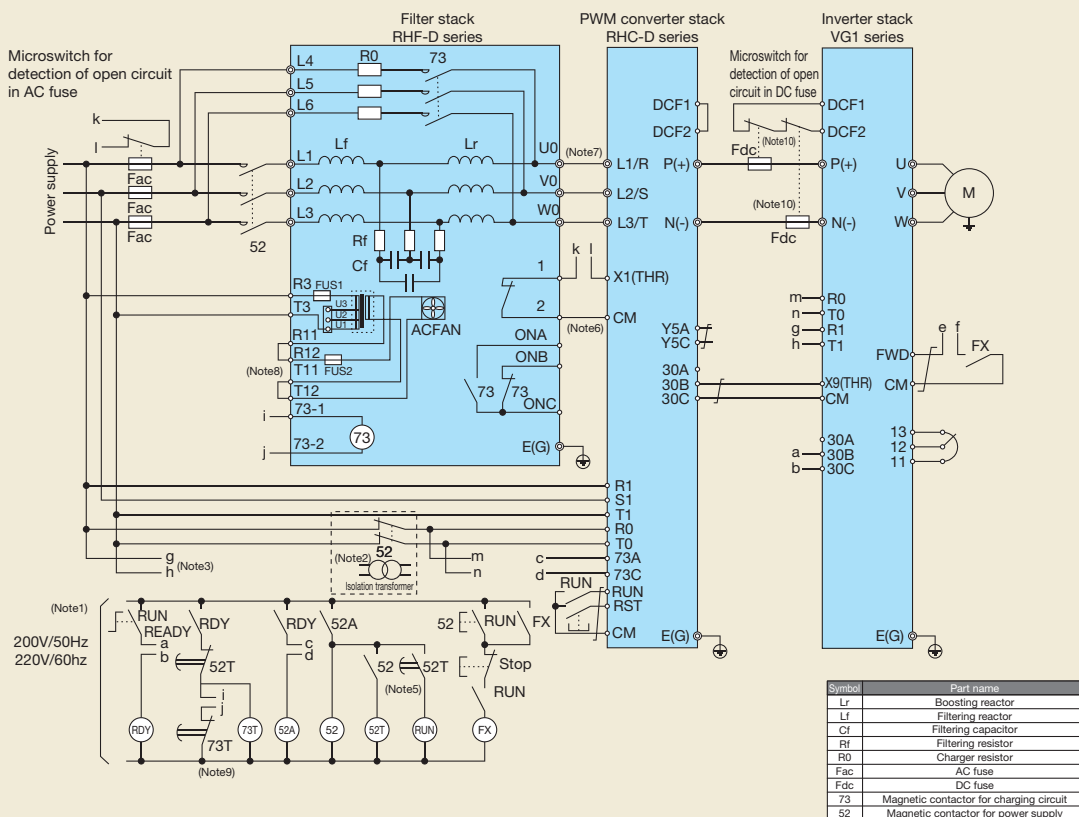 Filter stack
RHF-D series
PWM converter stack
RHC-D series
Inverter stack
VG1 series
Microswitch for
detection of open circuit
in AC fuse
Microswitch for
detection of open
circuit in DC fuse
L4
R0
73
L5
L6
k
l
DCF1
DCF2
DCF1
DCF2
(Note10)
Power supply
Fac
Fac
Fac
52
L1
Lf
Lr
U0
(Note7)
L1/R
P(+)
Fdc
P(+)
U
L2
V0
L2/S
V
M
L3
W0
L3/T
N(-)
(Note10)
Fdc
N(-)
W
Rf
Cf
k
l
1
X1(THR)
2
(Note6)
CM
R3
FUS1
T3
U3
U2
U1
ACFAN
R11
R12
FUS2
(Note8)
T11
T12
ONA
ONB
73
73
ONC
Y5A
Y5C
30A
30B
30C
m
R0
n
T0
g
R1
h
T1
e
f
FX
FWD
CM
X9(THR)
CM
i
73-1
73
j
73-2
E(G)
30A
a
30B
b
30C
13
12
11
R1
S1
T1
R0
T0
c
73A
d
73C
RUN
RUN
RST
CM
E(G)
E(G)
g
h
(Note3)
(Note2)
52
Isolation transformer
m
n
(Note1)
200V/50Hz
220V/60hz
RUN
READY
a
b
RDY
52T
i
j
73T
(Note9)
RDY
c
d
52A
52
52T
(Note5)
52
RUN
FX
Stop
RUN
RDY
73T
52A
52
52T
RUN
FX
Symbol
Part name
Lr
Boosting reactor
Lf
Filtering reactor
Cf
Filtering capacitor
Rf
Filtering resistor
R0
Charger resistor
Fac
AC fuse
Fdc
DC fuse
73
Magnetic contactor for charging circuit
52
Magnetic contactor for power supply